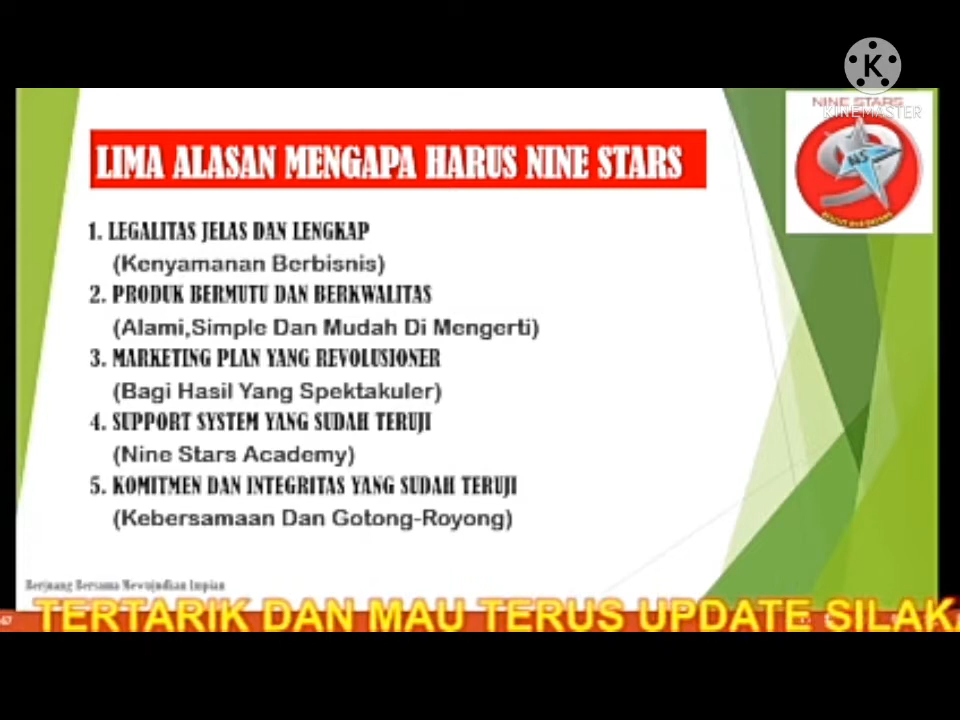 K
KINEMASTER
NINE STARS
NS
LIMA ALASAN MENGAPA HARUS NINE STARS
1. LEGALITAS JELAS DAN LENGKAP
(Kenyamanan Berbisnis)
2. PRODUK BERMUTU DAN BERKWALITAS
(Alami,Simple Dan Mudah Di Mengerti)
3. MARKETING PLAN YANG REVOLUSIONER
(Bagi Hasil Yang Spektakuler)
4. SUPPORT SYSTEM YANG SUDAH TERUJI
(Nine Stars Academy)
5. KOMITMEN DAN INTEGRITAS YANG SUDAH TERUJI
(Kebersamaan Dan Gotong-Royong)
Berjuang Bersama Mewujudkan Impian
TERTARIK DAN MAU TERUS UPDATE SILAK